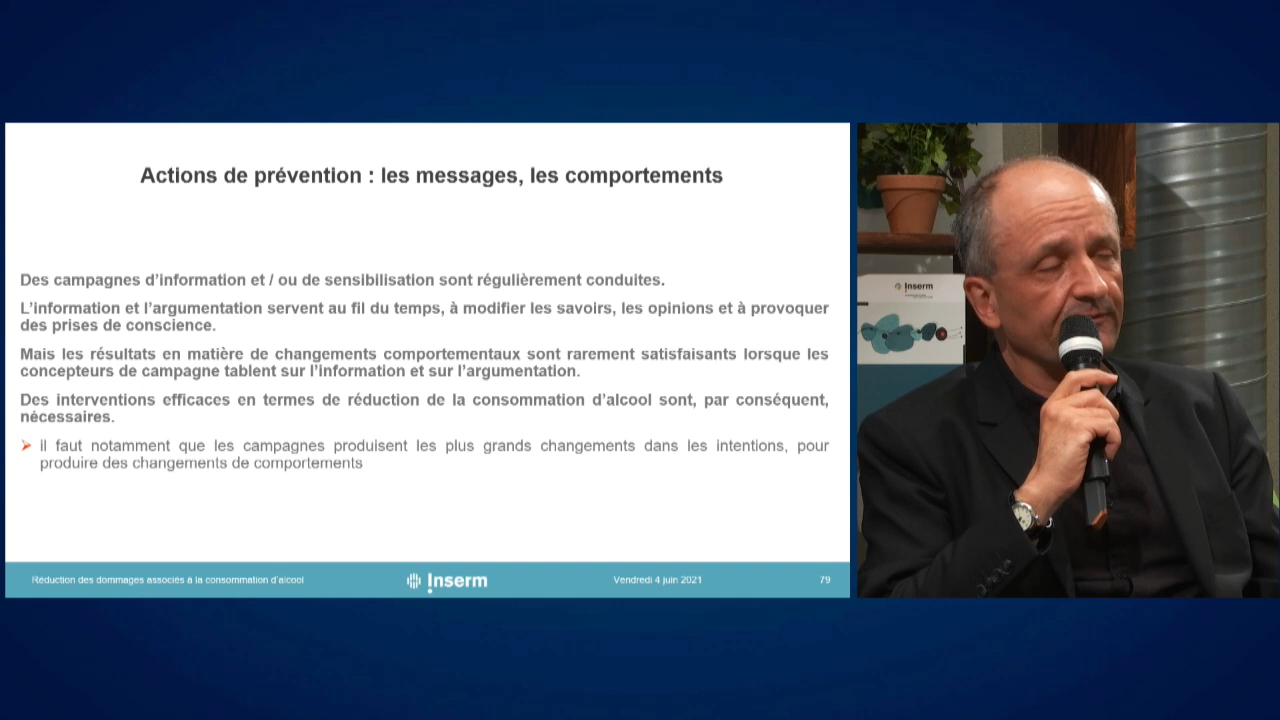 Actions de prévention : les messages, les comportements
Des campagnes d'information et / ou de sensibilisation sont régulièrement conduites.
L'information et l'argumentation servent au fil du temps, à modifier les savoirs, les opinions et à provoquer
des prises de conscience.
Mais les résultats en matière de changements comportementaux sont rarement satisfaisants lorsque les
concepteurs de campagne tablent sur l'information et sur l'argumentation.
Des interventions efficaces en termes de réduction de la consommation d'alcool sont, par conséquent,
nécessaires.
Il faut notamment que les campagnes produisent les plus grands changements dans les intentions, pour
produire des changements de comportements
Réduction des dommages associés à la consommation d'alcool
Inserm
Vendredi 4 juin 2021
79
Inserm